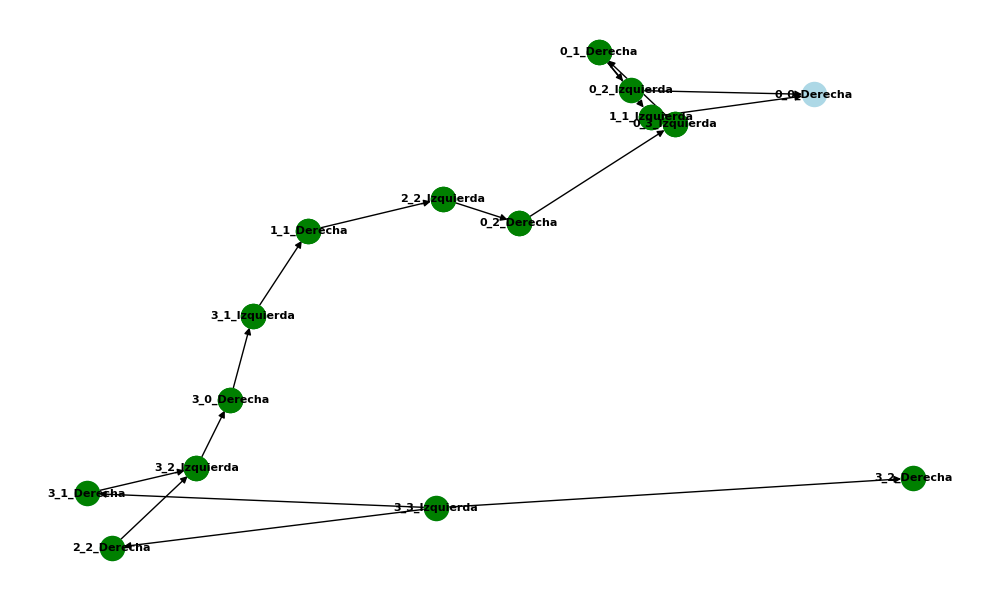 0_1_Derecha
0_2_Izquierda
0_0_Derecha
1_1_Izquierda
0_3_Izquierda
2_2_Izquierda
0_2_Derecha
1_1_Derecha
3_1_Izquierda
3_0_Derecha
3_2_Izquierda
3_2_Derecha
3_1_Derecha
3_3_Izquierda
2_2_Derecha